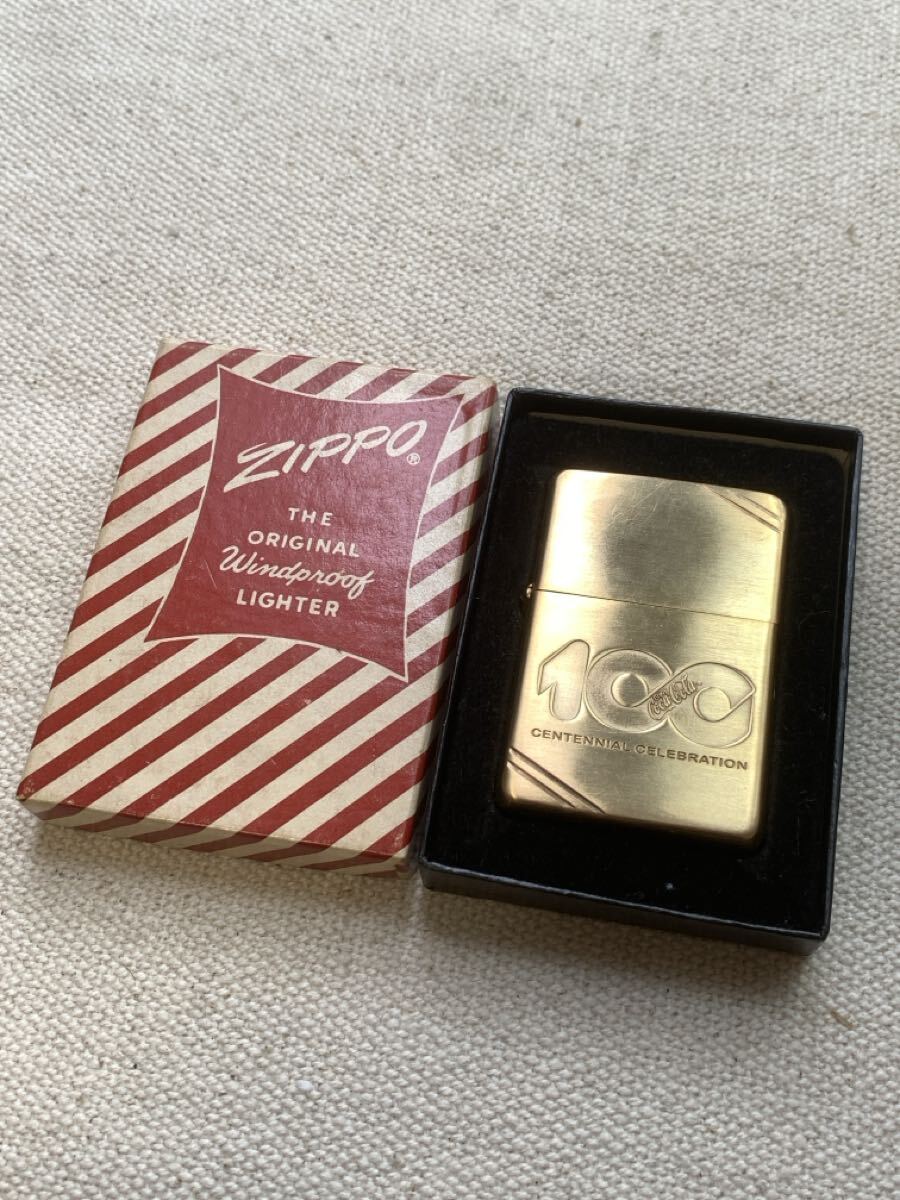 ZIPPO®
THE
ORIGINAL
Windproof
LIGHTER
100
Coca-Cola
CENTENNIAL CELEBRATION